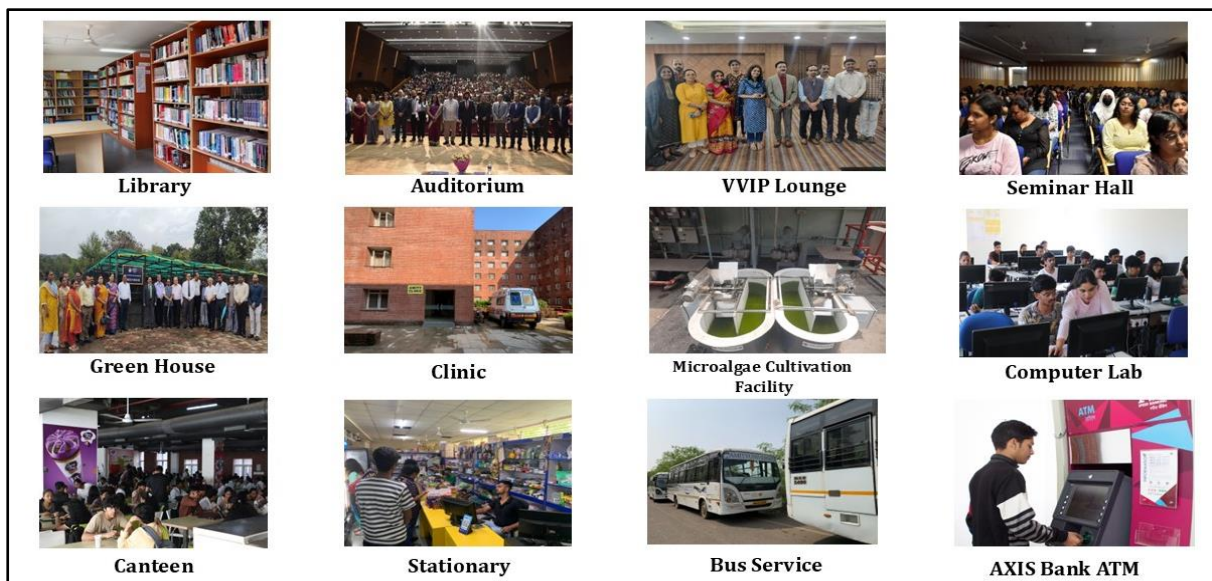 Library
Auditorium
VVIP Lounge
Seminar Hall
Green House
Clinic
Microalgae Cultivation
Facility
Computer Lab
Canteen
Stationary
Bus Service
ATM
AXIS Bank ATM